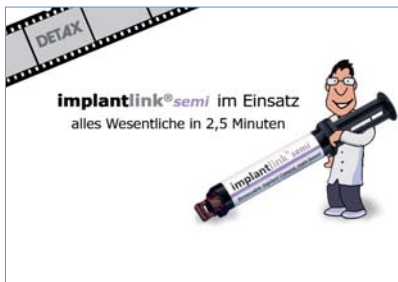 DETAX
implantlink®semi im Einsatz
alles Wesentliche in 2,5 Minuten
implantlink® semi